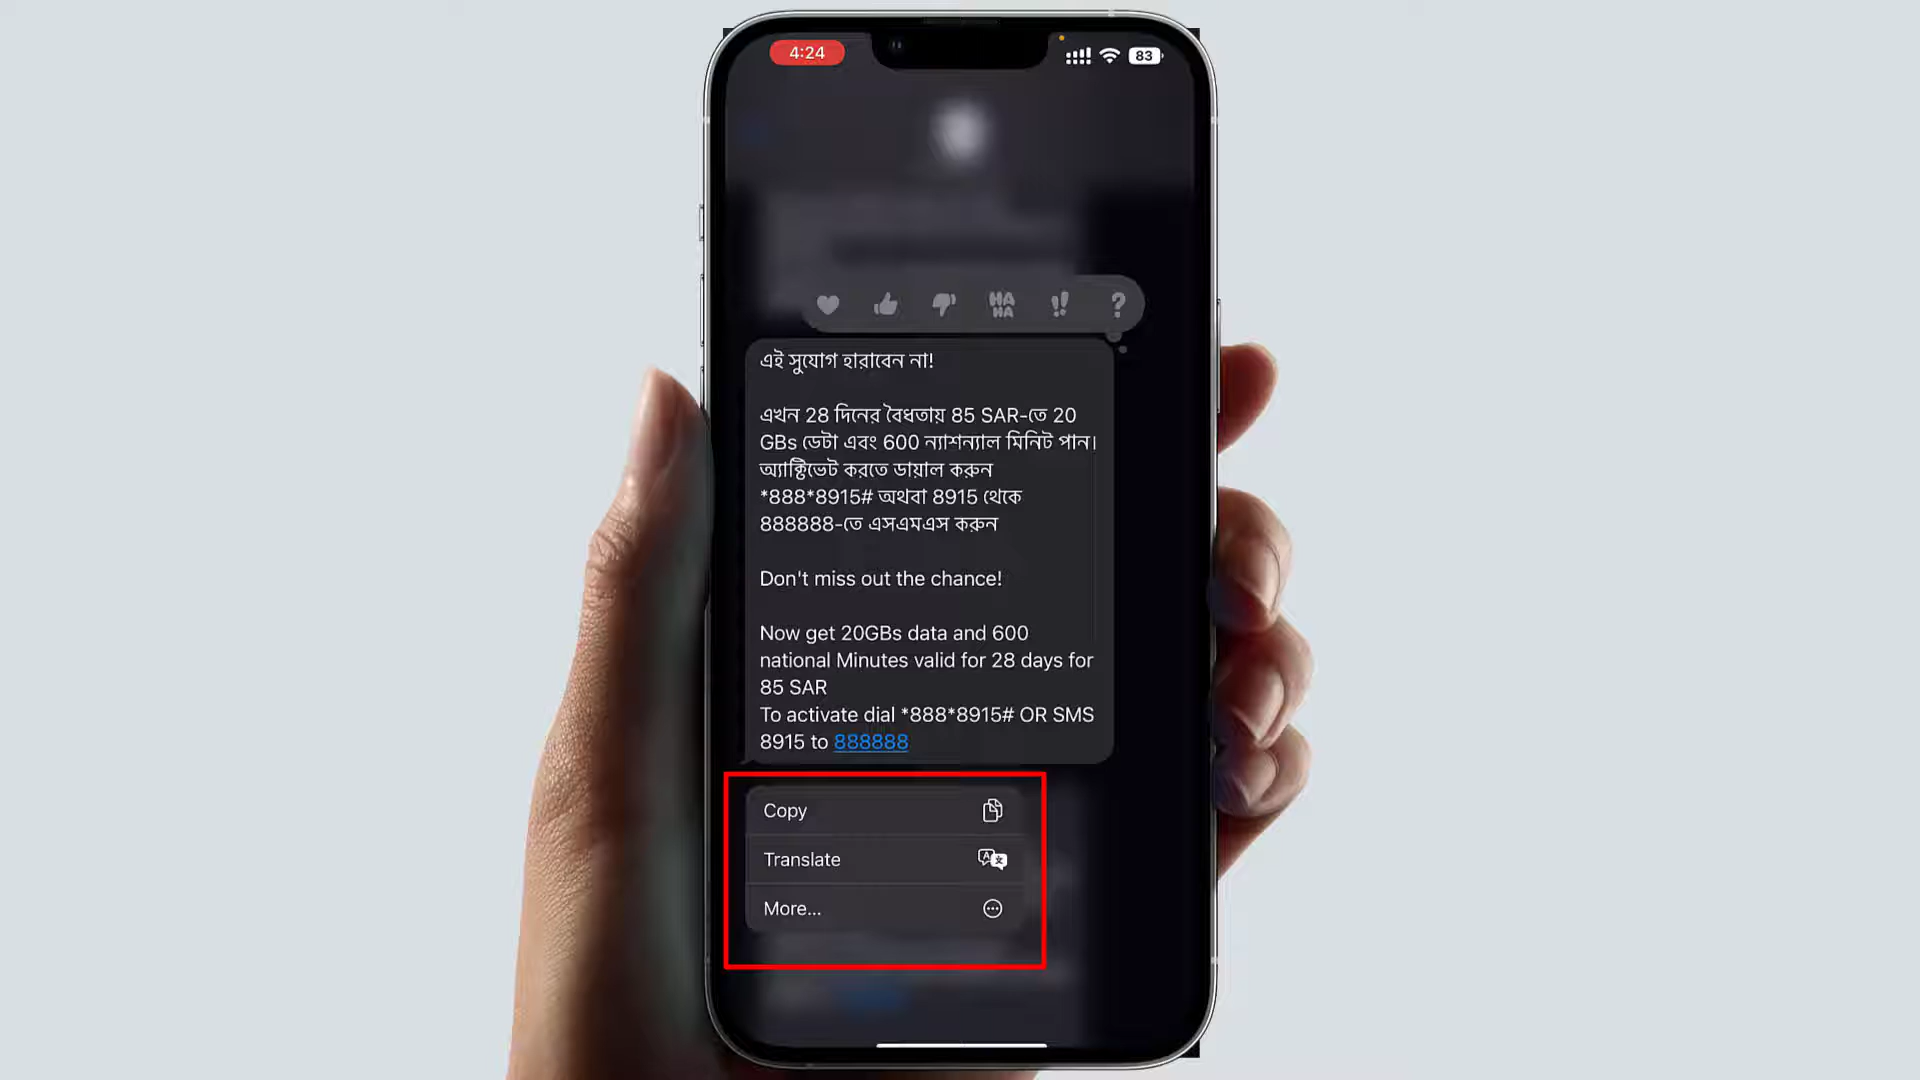 4:24
83
HA
HA
!!
?
এই সুযোগ হারাবেন না!
এখন 28 দিনের বৈধতায় 85 SAR-তে 20
GBs ডেটা এবং 600 ন্যাশন্যাল মিনিট পান।
অ্যাক্টিভেট করতে ডায়াল করুন
*888*8915# অথবা 8915 থেকে
888888-তে এসএমএস করুন
Don't miss out the chance!
Now get 20GBs data and 600
national Minutes valid for 28 days for
85 SAR
To activate dial *888*8915# OR SMS
8915 to 888888
Copy
Translate
More...